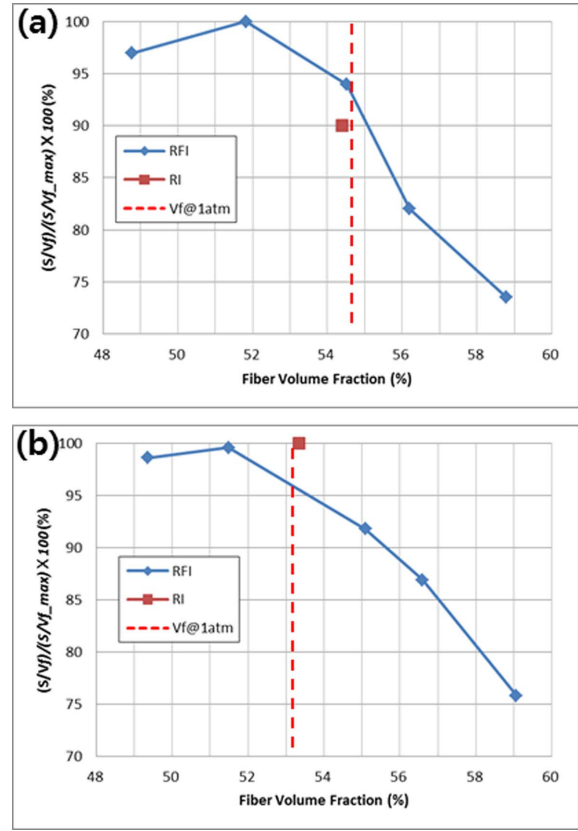 (a)
100
95
90
85
80
75
70
(S/Vf)/(S/Vf_max) X 100(%)
RFI
RI
Vf@1atm
48 50 52 54 56 58 60
Fiber Volume Fraction (%)
(b)
100
95
90
85
80
75
70
(S/Vf)/(S/Vf_max) X 100(%)
RFI
RI
Vf@1atm
48 50 52 54 56 58 60
Fiber Volume Fraction (%)